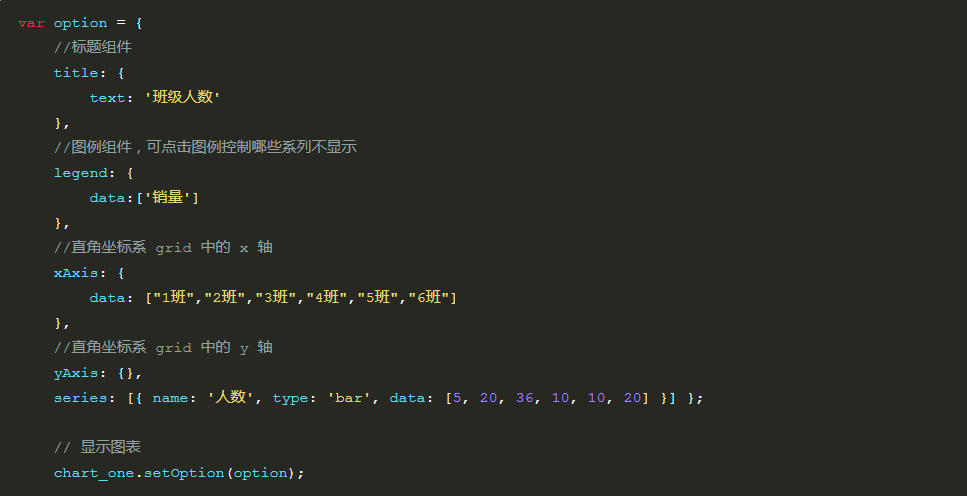 var option = {
    //标题组件
    title: {
        text: '班级人数'
    },
    //图例组件，可点击图例控制哪些系列不显示
    legend: {
        data:['销量']
    },
    //直角坐标系 grid 中的 x 轴
    xAxis: {
        data: ["1班","2班","3班","4班","5班","6班"]
    },
    //直角坐标系 grid 中的 y 轴
    yAxis: {},
    series: [{ name: '人数', type: 'bar', data: [5, 20, 36, 10, 10, 20] }] };
    // 显示图表
    chart_one.setOption(option);